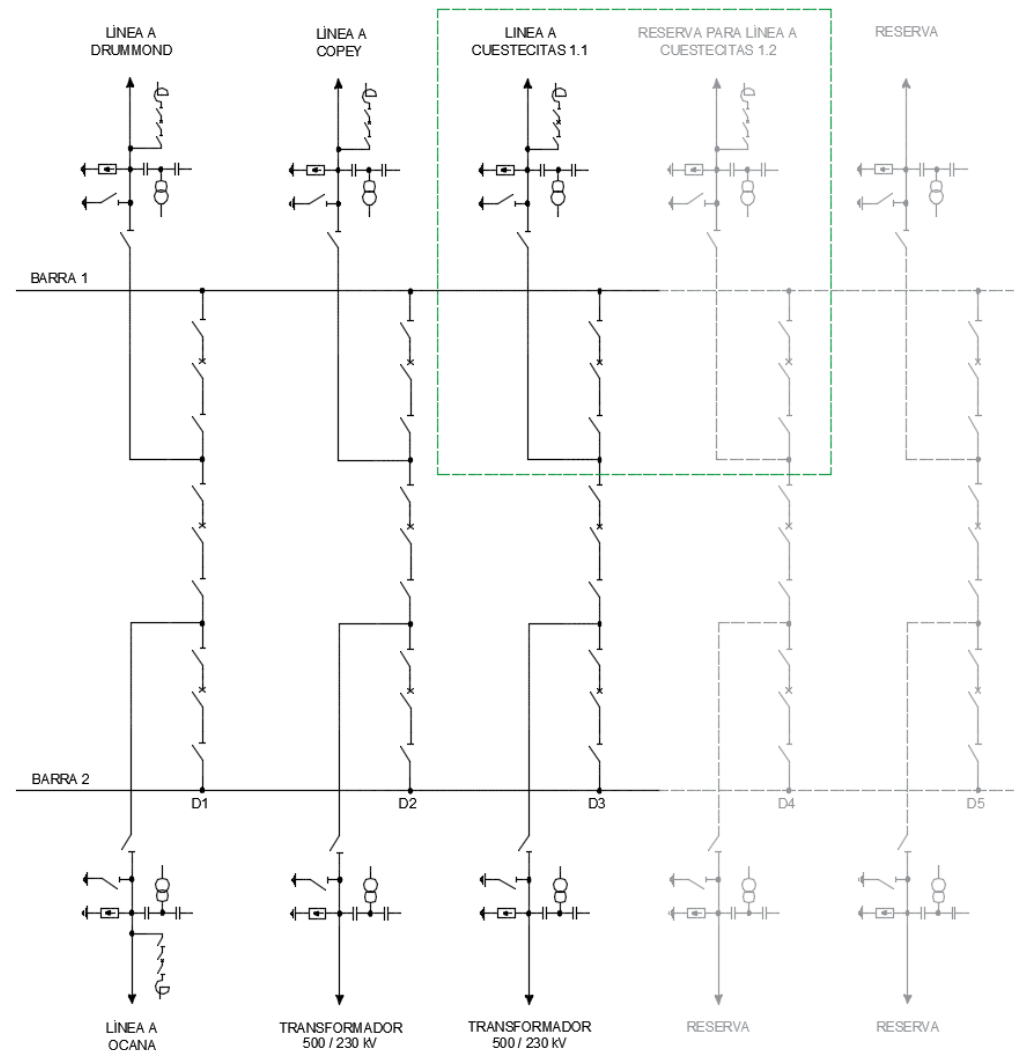 LÍNEA A
DRUMMOND
LÍNEA A
COPEY
LINEA A
CUESTECITAS 1.1
RESERVA PARA LÍNEA A
CUESTECITAS 1.2
RESERVA
BARRA 1
BARRA 2
D1
D2
D3
D4
D5
LÍNEA A
OCANA
TRANSFORMADOR
500 / 230 kV
TRANSFORMADOR
500 / 230 kV
RESERVA
RESERVA